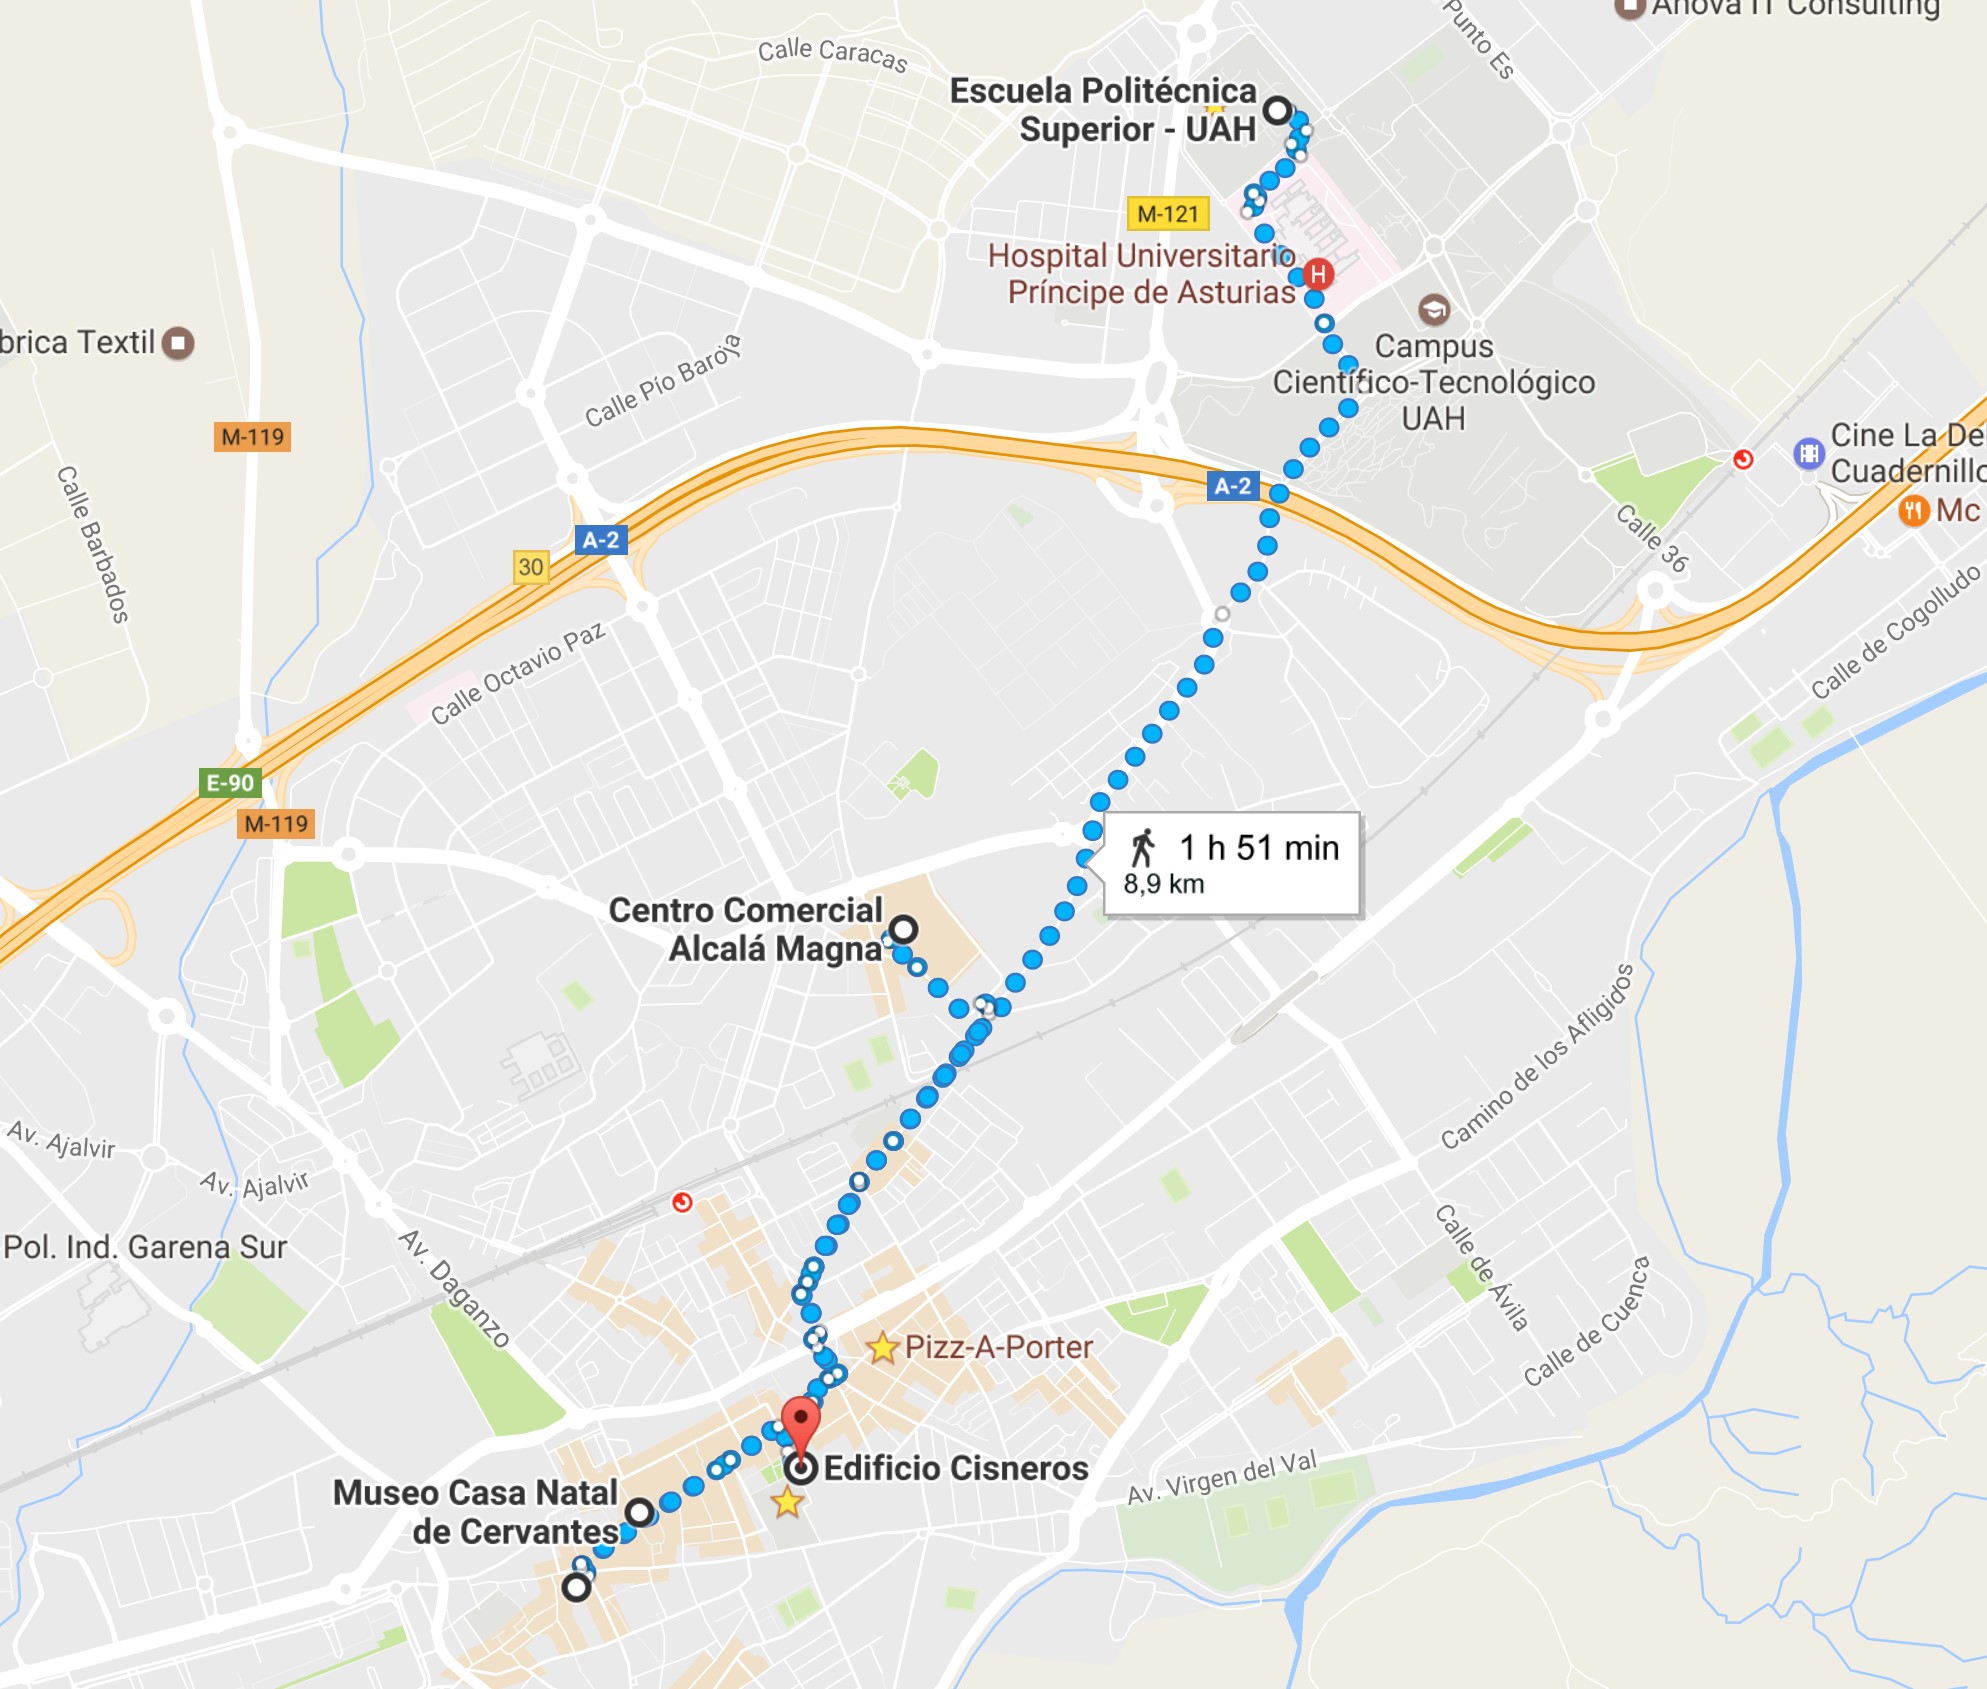 Anova IT Consulting
Punto Es
Calle Caracas
Escuela Politécnica
Superior - UAH
M-121
Hospital Universitario
Príncipe de Asturias
H
brica Textil
Calle Pío Baroja
Campus
Científico-Tecnológico
UAH
M-119
Cine La De
Cuadernillo
Mc
A-2
Calle Barbados
A-2
30
Calle 36
Calle de Cogolludo
Calle Octavio Paz
E-90
M-119
1 h 51 min
8,9 km
Centro Comercial
Alcalá Magna
Camino de los Afligidos
Av. Ajalvir
Av. Ajalvir
Pol. Ind. Garena Sur
Av. Daganzo
Calle de Ávila
Calle de Cuenca
Pizz-A-Porter
Edificio Cisneros
Av. Virgen del Val
Museo Casa Natal
de Cervantes